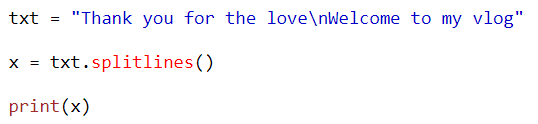 txt = "Thank you for the love\nWelcome to my vlog"
x = txt.splitlines()
print(x)